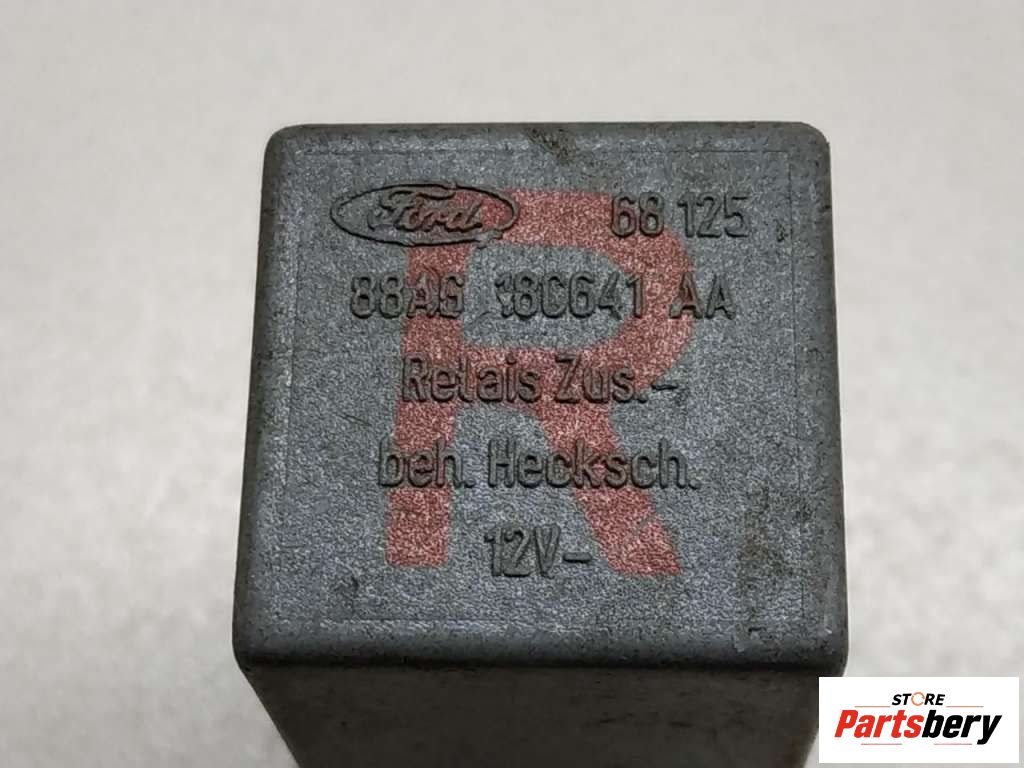 Ford 68 125
88AG 18C641 AA
Relais Zus.-
beh. Hecksch.
12V-
R
STORE
Partsbery